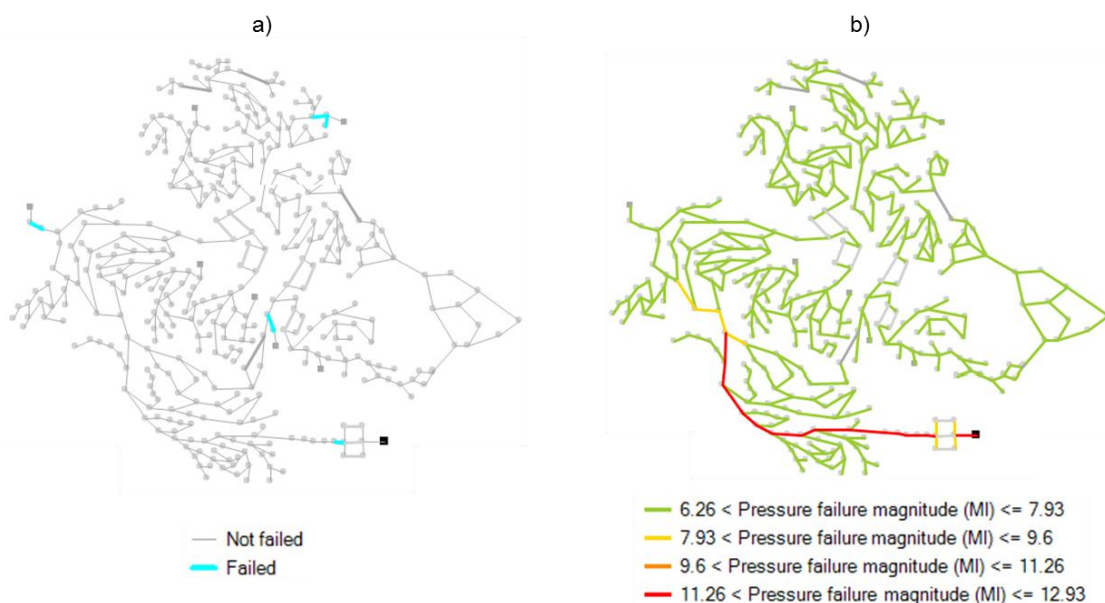 a)
b)
Not failed
Failed
6.26 < Pressure failure magnitude (MI) <= 7.93
7.93 < Pressure failure magnitude (MI) <= 9.6
9.6 < Pressure failure magnitude (MI) <= 11.26
11.26 < Pressure failure magnitude (MI) <= 12.93